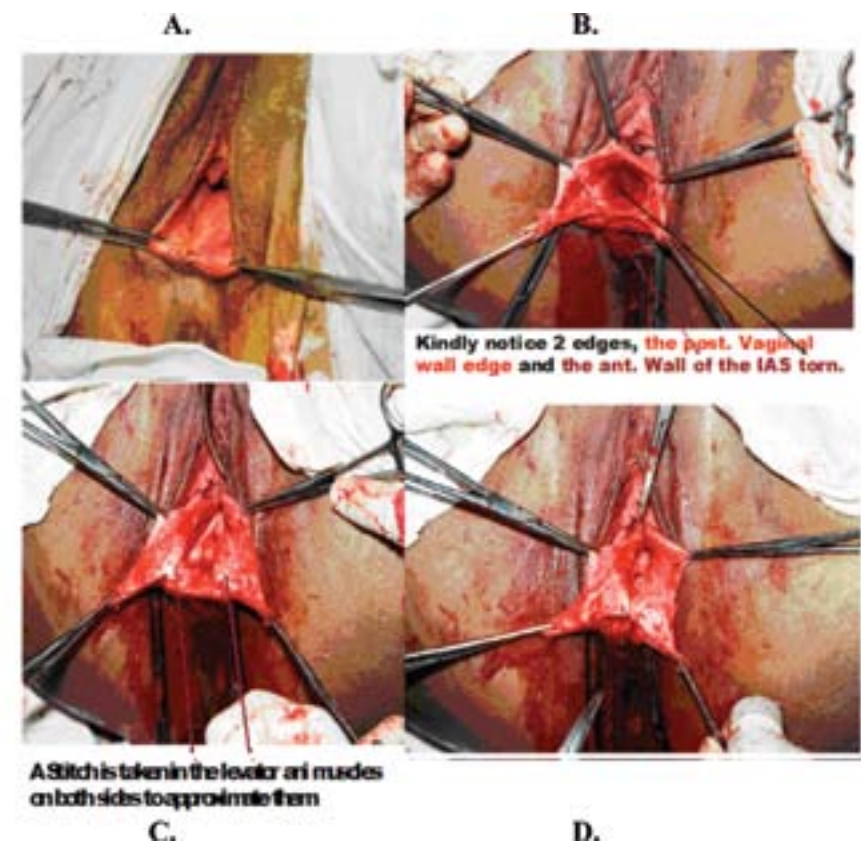 A.
B.
Kindly notice 2 edges, the post. Vaginal
wall edge and the ant. Wall of the IAS torn.
A Stitch is taken in the levator ani muscles
on both sides to approximate them
C.
D.